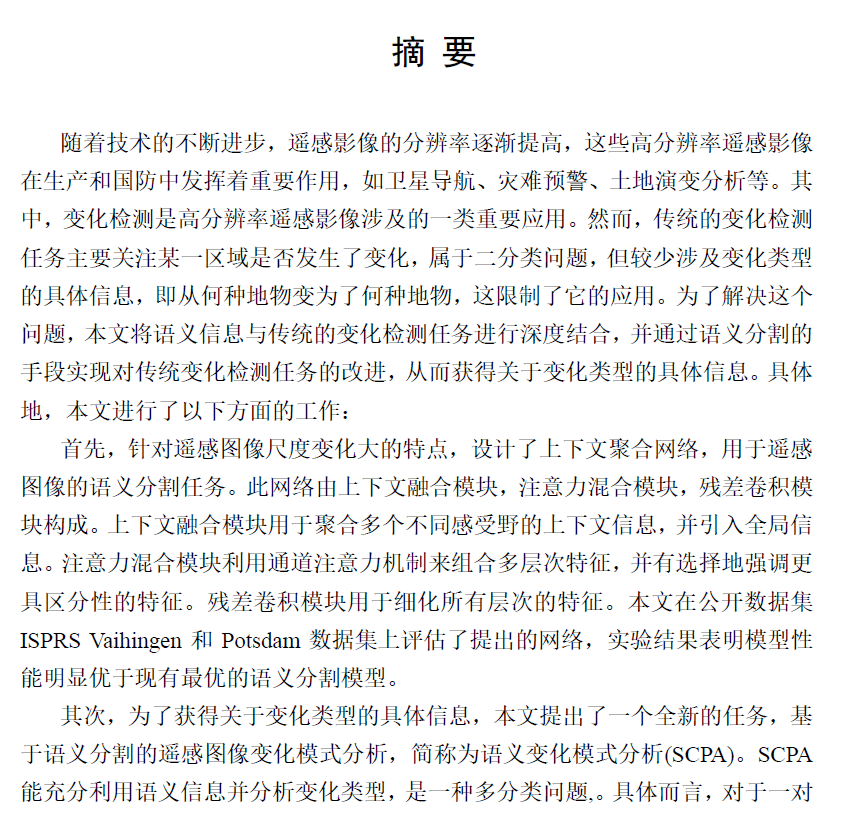 摘 要
随着技术的不断进步，遥感影像的分辨率逐渐提高，这些高分辨率遥感影像
在生产和国防中发挥着重要作用，如卫星导航、灾难预警、土地演变分析等。其
中，变化检测是高分辨率遥感影像涉及的一类重要应用。然而，传统的变化检测
任务主要关注某一区域是否发生了变化，属于二分类问题，但较少涉及变化类型
的具体信息，即从何种地物变为了何种地物，这限制了它的应用。为了解决这个
问题，本文将语义信息与传统的变化检测任务进行深度结合，并通过语义分割的
手段实现对传统变化检测任务的改进，从而获得关于变化类型的具体信息。具体
地，本文进行了以下方面的工作：
首先，针对遥感图像尺度变化大的特点，设计了上下文聚合网络，用于遥感
图像的语义分割任务。此网络由上下文融合模块，注意力混合模块，残差卷积模
块构成。上下文融合模块用于聚合多个不同感受野的上下文信息，并引入全局信
息。注意力混合模块利用通道注意力机制来组合多层次特征，并有选择地强调更
具区分性的特征。残差卷积模块用于细化所有层次的特征。本文在公开数据集
ISPRS Vaihingen 和 Potsdam 数据集上评估了提出的网络，实验结果表明模型性
能明显优于现有最优的语义分割模型。
其次，为了获得关于变化类型的具体信息，本文提出了一个全新的任务，基
于语义分割的遥感图像变化模式分析，简称为语义变化模式分析(SCPA)。SCPA
能充分利用语义信息并分析变化类型，是一种多分类问题,。具体而言，对于一对